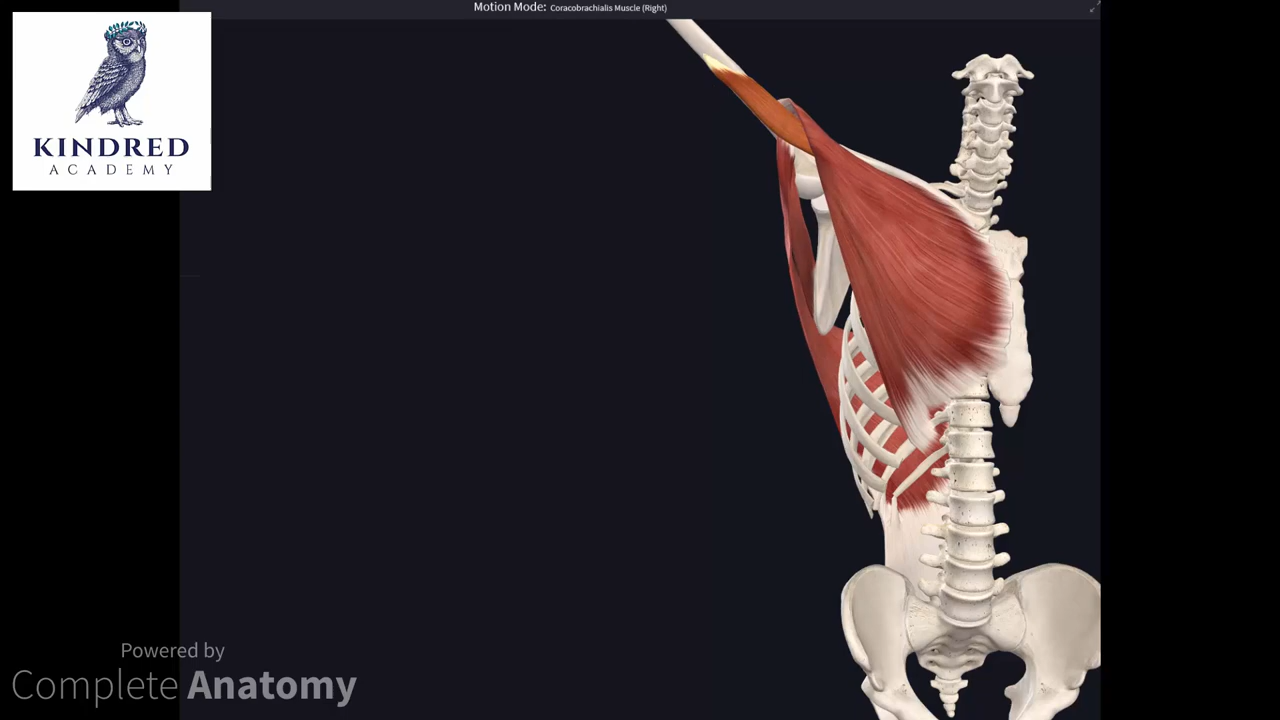 Motion Mode: Coracobrachialis Muscle (Right)
KINDRED
ACADEMY
Powered by
Complete Anatomy